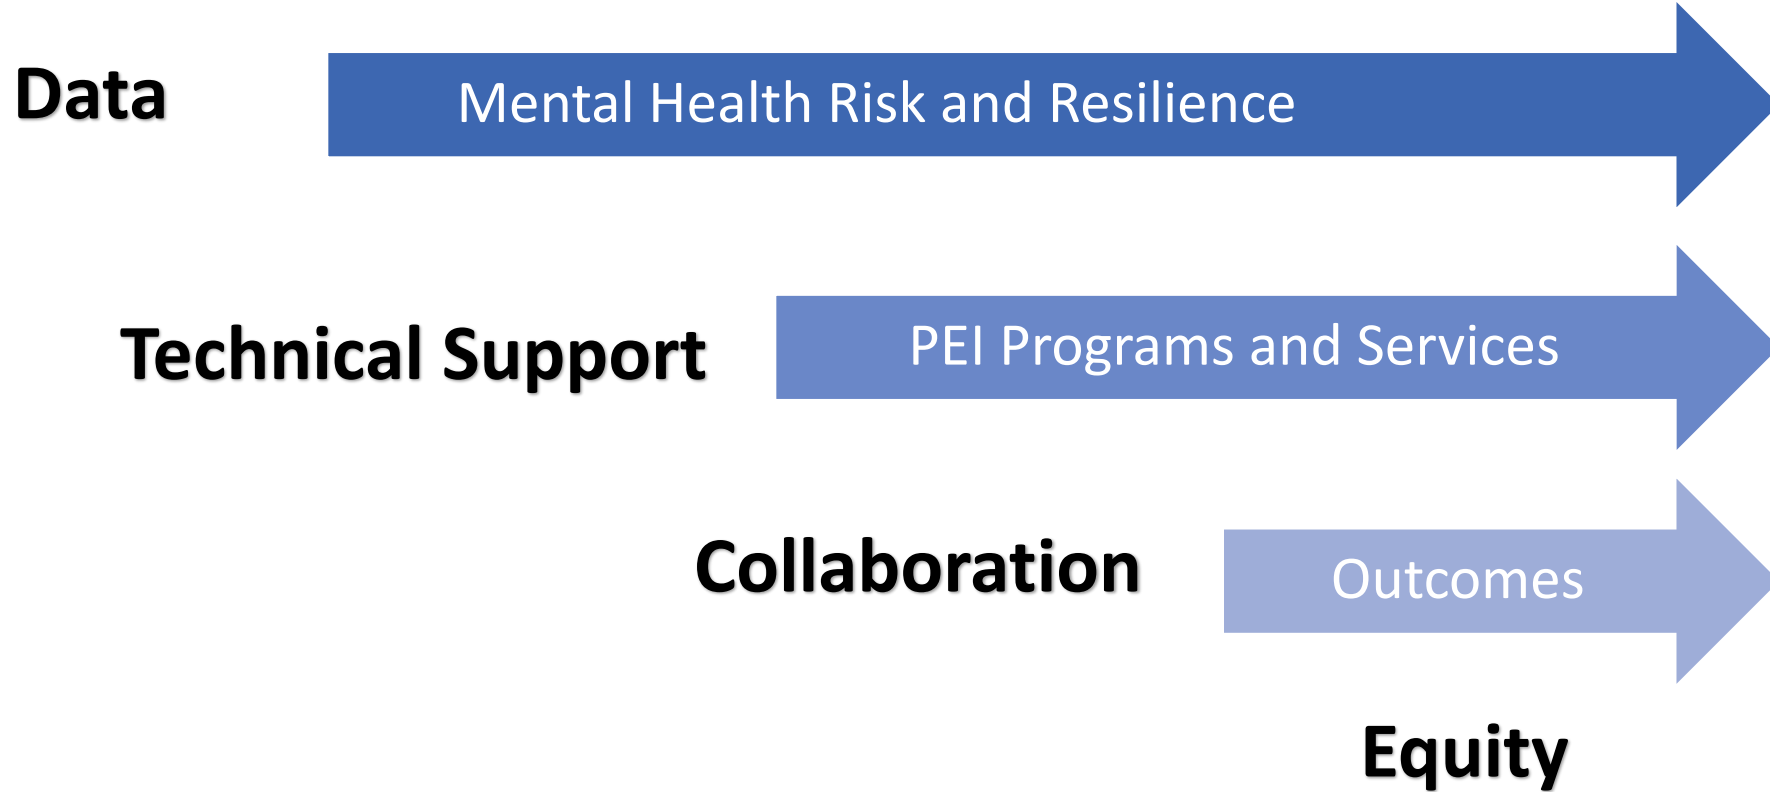 Data
Mental Health Risk and Resilience
Technical Support
PEI Programs and Services
Collaboration
Outcomes
Equity